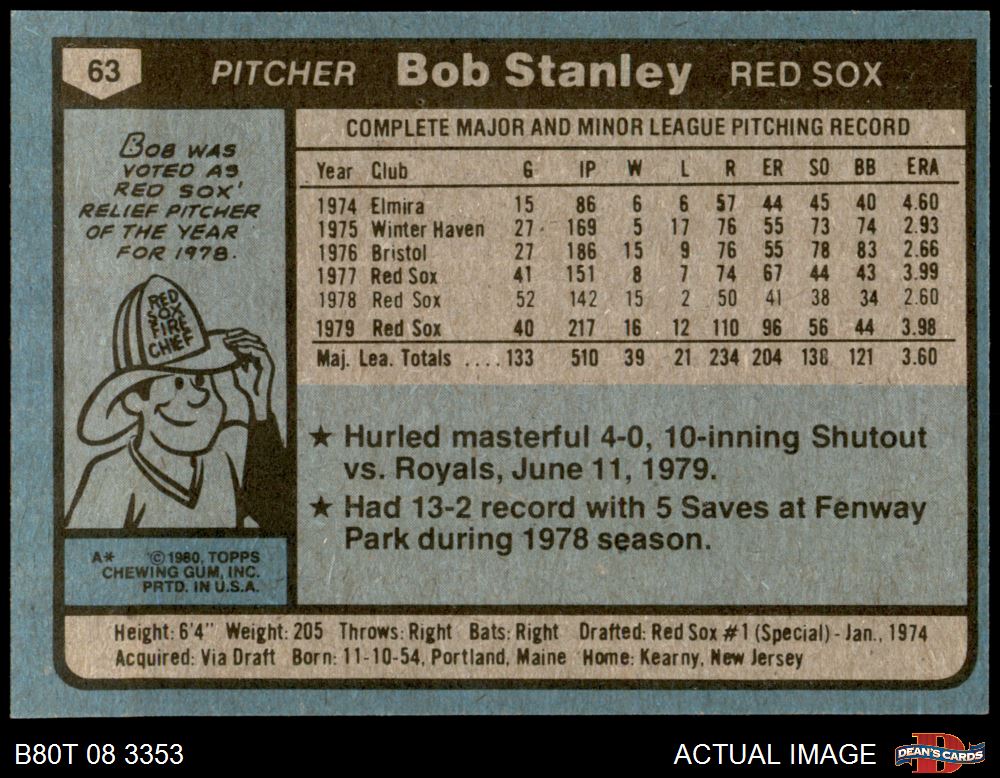 63 PITCHER Bob Stanley RED SOX
BOB WAS
VOTED AS
RED SOX'
RELIEF PITCHER
OF THE YEAR
FOR 1978.
RED
SOX
FIRE
CHIEF
A* © 1980, TOPPS
CHEWING GUM, INC.
PRTD. IN U.S.A.
COMPLETE MAJOR AND MINOR LEAGUE PITCHING RECORD
Year Club G IP W L R ER SO BB ERA
1974 Elmira 15 86 6 6 57 44 45 40 4.60
1975 Winter Haven 27 169 5 17 76 55 73 74 2.93
1976 Bristol 27 186 15 9 76 55 78 83 2.66
1977 Red Sox 41 151 8 7 74 67 44 43 3.99
1978 Red Sox 52 142 15 2 50 41 38 34 2.60
1979 Red Sox 40 217 16 12 110 96 56 44 3.98
Maj. Lea. Totals .... 133 510 39 21 234 204 138 121 3.60
★ Hurled masterful 4-0, 10-inning Shutout
vs. Royals, June 11, 1979.
★ Had 13-2 record with 5 Saves at Fenway
Park during 1978 season.
Height: 6'4" Weight: 205 Throws: Right Bats: Right Drafted: Red Sox #1 (Special) - Jan., 1974
Acquired: Via Draft Born: 11-10-54, Portland, Maine Home: Kearny, New Jersey
B80T 08 3353 ACTUAL IMAGE DEAN'S CARDS